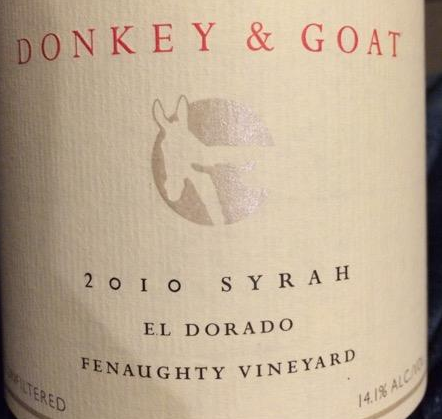 DONKEY & GOAT
2010 SYRAH
EL DORADO
FENAUGHTY VINEYARD
14.1% ALC